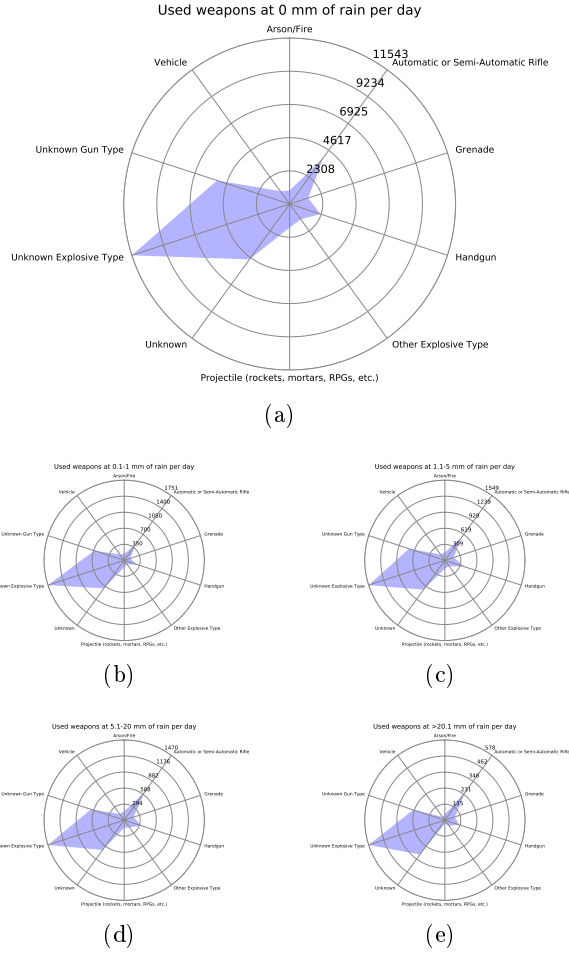 Used weapons at 0 mm of rain per day
Arson/Fire
11543
Vehicle
Automatic or Semi-Automatic Rifle
9234
6925
4617
Unknown Gun Type
Grenade
2308
Unknown Explosive Type
Handgun
Unknown
Other Explosive Type
Projectile (rockets, mortars, RPGs, etc.)
(a)
Used weapons at 0.1-1 mm of rain per day
Arson/Fire
1751
Vehicle
Automatic or Semi-Automatic Rifle
1400
1050
700
Unknown Gun Type
Grenade
350
nown Explosive Type
Handgun
Unknown
Other Explosive Type
Projectile (rockets, mortars, RPGs, etc.)
(b)
Used weapons at 1.1-5 mm of rain per day
Arson/Fire
1549
Vehicle
Automatic or Semi-Automatic Rifle
1239
929
619
Unknown Gun Type
Grenade
309
Unknown Explosive Type
Handgun
Unknown
Other Explosive Type
Projectile (rockets, mortars, RPGs, etc.)
(c)
Used weapons at 5.1-20 mm of rain per day
Arson/Fire
1470
Vehicle
Automatic or Semi-Automatic Rifle
1176
882
588
Unknown Gun Type
Grenade
294
nown Explosive Type
Handgun
Unknown
Other Explosive Type
Projectile (rockets, mortars, RPGs, etc.)
(d)
Used weapons at >20.1 mm of rain per day
Arson/Fire
578
Vehicle
Automatic or Semi-Automatic Rifle
462
346
231
Unknown Gun Type
Grenade
115
Unknown Explosive Type
Handgun
Unknown
Other Explosive Type
Projectile (rockets, mortars, RPGs, etc.)
(e)